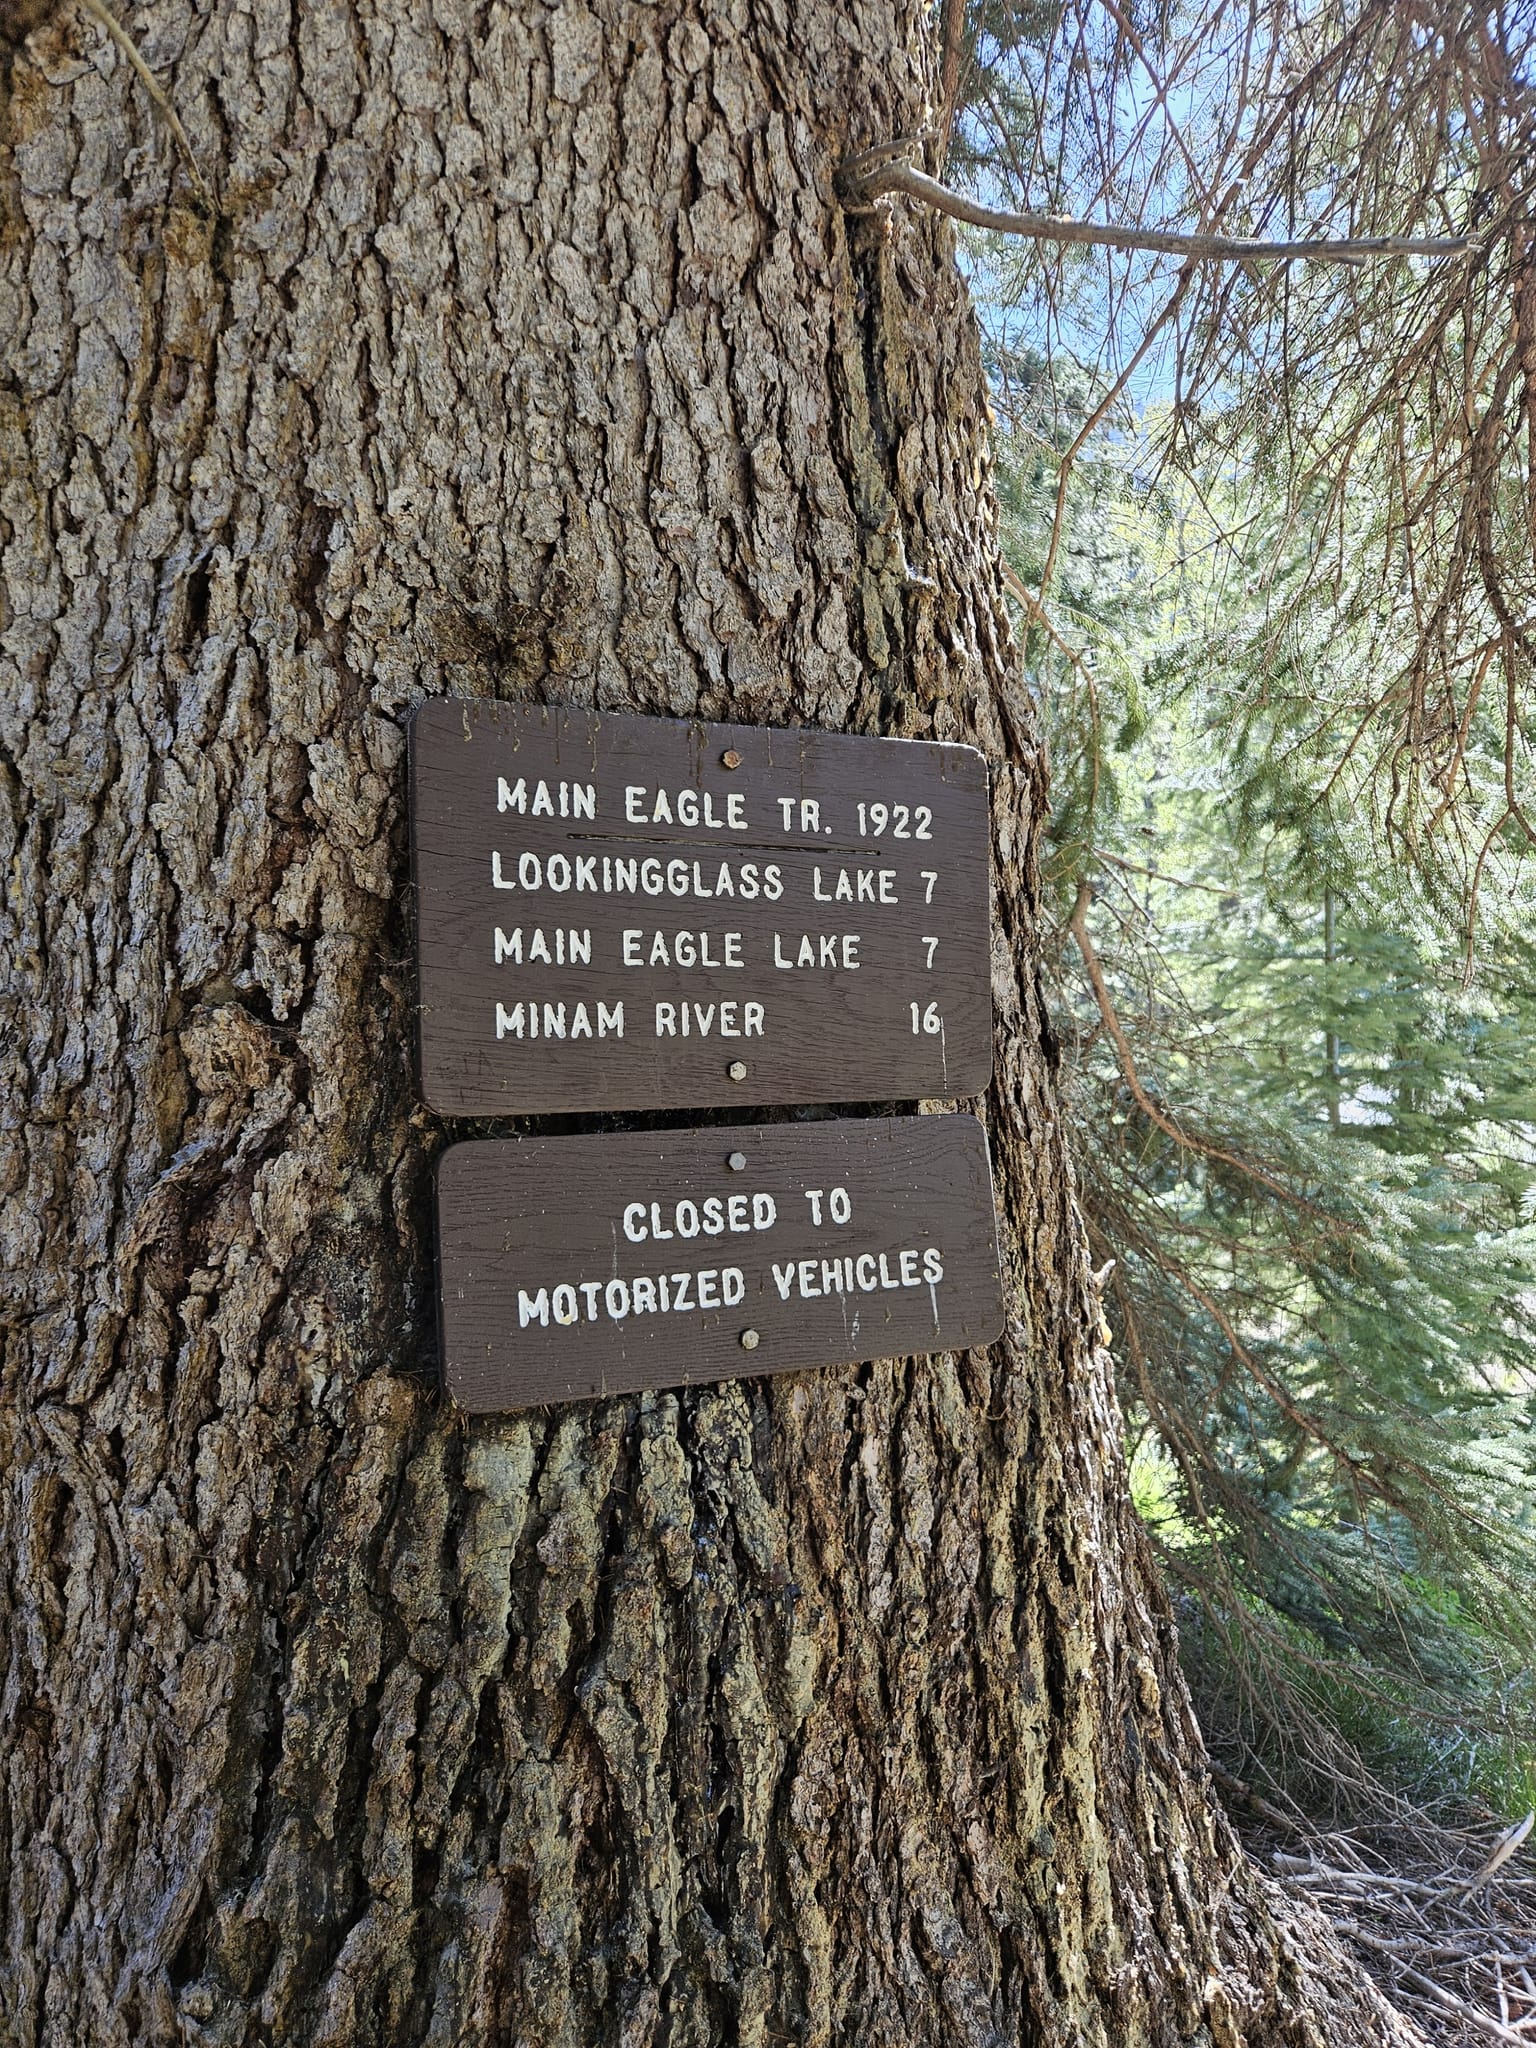 MAIN EAGLE TR. 1922
LOOKINGGLASS LAKE 7
MAIN EAGLE LAKE 7
MINAM RIVER 16
CLOSED TO
MOTORIZED VEHICLES